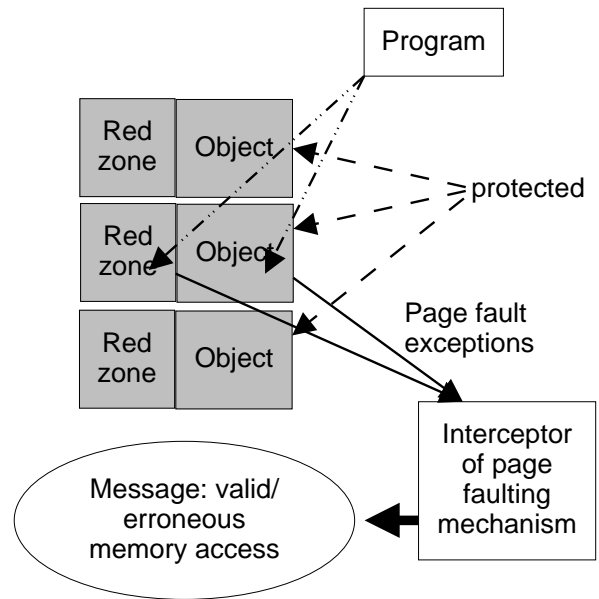 Program
Red
zone
Object
protected
Red
zone
Object
Red
zone
Object
Page fault
exceptions
Interceptor
of page
faulting
mechanism
Message: valid/
erroneous
memory access